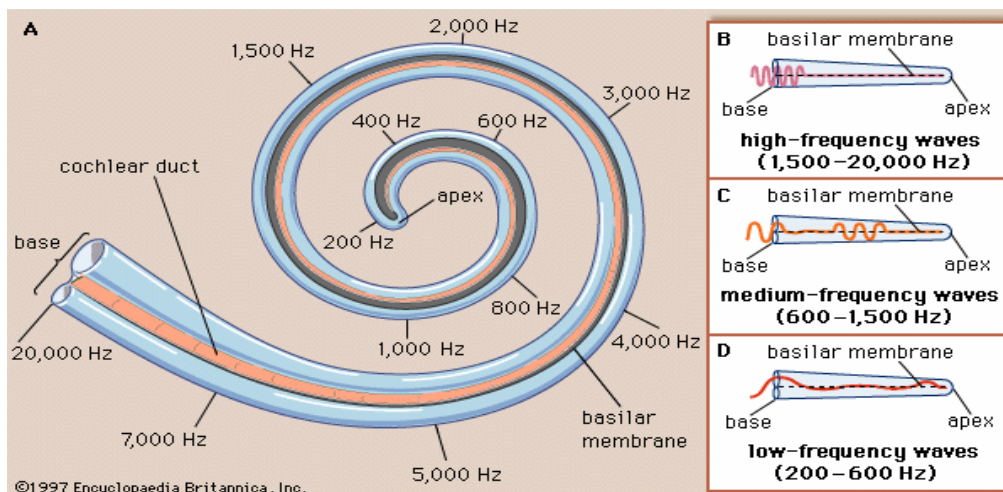 A
2,000 Hz
1,500 Hz
3,000 Hz
400 Hz
600 Hz
cochlear duct
apex
200 Hz
base
800 Hz
20,000 Hz
1,000 Hz
4,000 Hz
7,000 Hz
basilar
membrane
5,000 Hz
©1997 Encyclopaedia Britannica, Inc.
B
basilar membrane
base
apex
high-frequency waves
(1,500–20,000 Hz)
C
basilar membrane
base
apex
medium-frequency waves
(600–1,500 Hz)
D
basilar membrane
base
apex
low-frequency waves
(200–600 Hz)